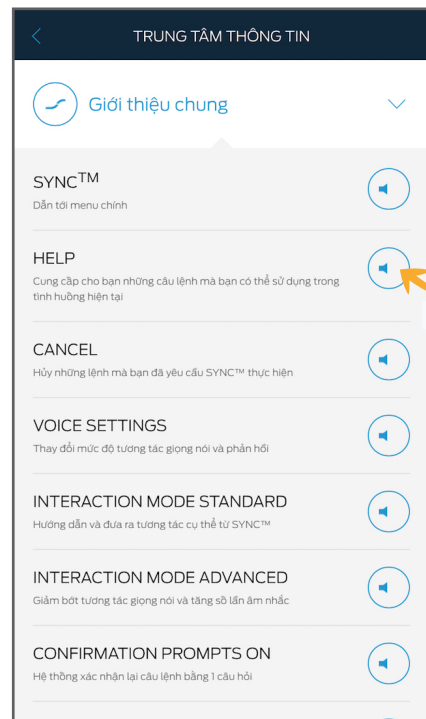 TRUNG TÂM THÔNG TIN
Giới thiệu chung
SYNC™
Dẫn tới menu chính
HELP
Cung cấp cho bạn những câu lệnh mà bạn có thể sử dụng trong
tình huống hiện tại
CANCEL
Hủy những lệnh mà bạn đã yêu cầu SYNC™ thực hiện
VOICE SETTINGS
Thay đổi mức độ tương tác giọng nói và phản hồi
INTERACTION MODE STANDARD
Hướng dẫn và đưa ra tương tác cụ thể từ SYNC™
INTERACTION MODE ADVANCED
Giảm bớt tương tác giọng nói và tăng số lần âm nhắc
CONFIRMATION PROMPTS ON
Hệ thống xác nhận lại câu lệnh bằng 1 câu hỏi